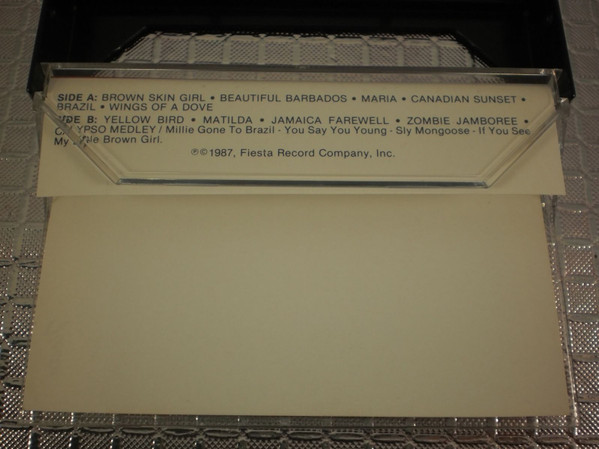 SIDE A: BROWN SKIN GIRL • BEAUTIFUL BARBADOS • MARIA • CANADIAN SUNSET •
BRAZIL • WINGS OF A DOVE
SIDE B: YELLOW BIRD • MATILDA • JAMAICA FAREWELL • ZOMBIE JAMBOREE •
CALYPSO MEDLEY / Millie Gone To Brazil - You Say You Young - Sly Mongoose - If You See
My Little Brown Girl.
℗©1987, Fiesta Record Company, Inc.